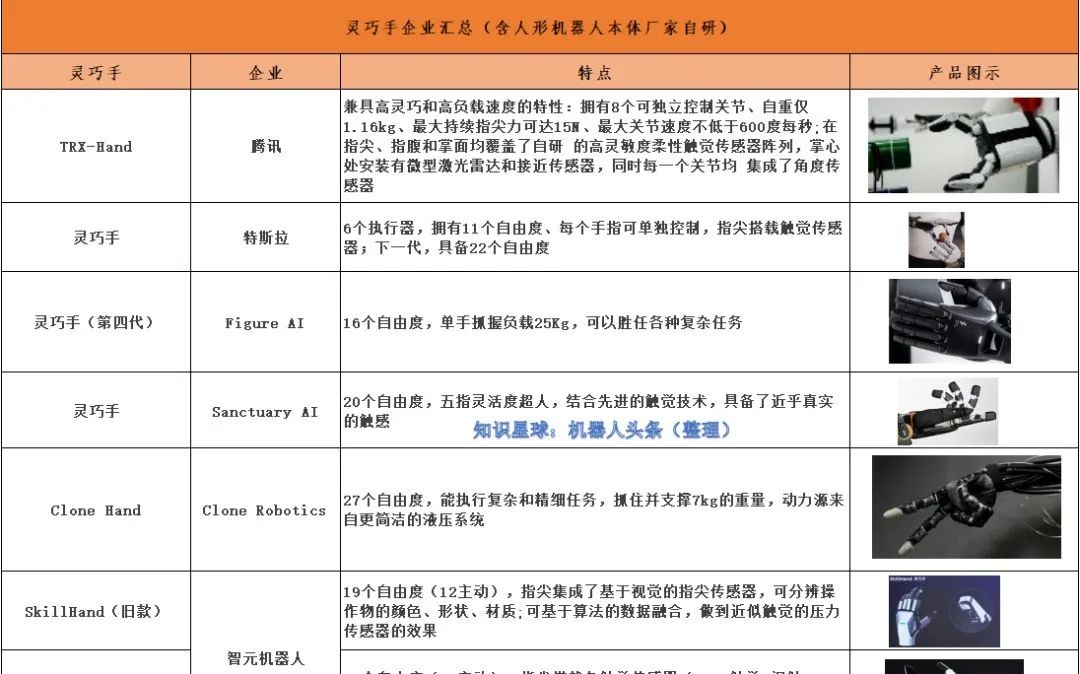 灵巧手企业汇总（含人形机器人本体厂家自研）
灵巧手
企业
特点
产品图示
TRX-Hand
腾讯
兼具高灵巧和高负载速度的特性：拥有8个可独立控制关节、自重仅
1.16kg、最大持续指尖力可达15N、最大关节速度不低于600度每秒;在
指尖、指腹和掌面均覆盖了自研 的高灵敏度柔性触觉传感器阵列，掌心
处安装有微型激光雷达和接近传感器，同时每一个关节均 集成了角度传
感器
灵巧手
特斯拉
6个执行器，拥有11个自由度、每个手指可单独控制，指尖搭载触觉传感
器；下一代，具备22个自由度
灵巧手（第四代）
Figure AI
16个自由度，单手抓握负载25Kg，可以胜任各种复杂任务
灵巧手
Sanctuary AI
20个自由度，五指灵活度超人，结合先进的触觉技术，具备了近乎真实
的触感
知识星球：机器人头条（整理）
Clone Hand
Clone Robotics
27个自由度，能执行复杂和精细任务，抓住并支撑7kg的重量，动力源来
自更简洁的液压系统
SkillHand（旧款）
智元机器人
19个自由度（12主动），指尖集成了基于视觉的指尖传感器，可分辨操
作物的颜色、形状、材质;可基于算法的数据融合，做到近似触觉的压力
传感器的效果
SkillHand